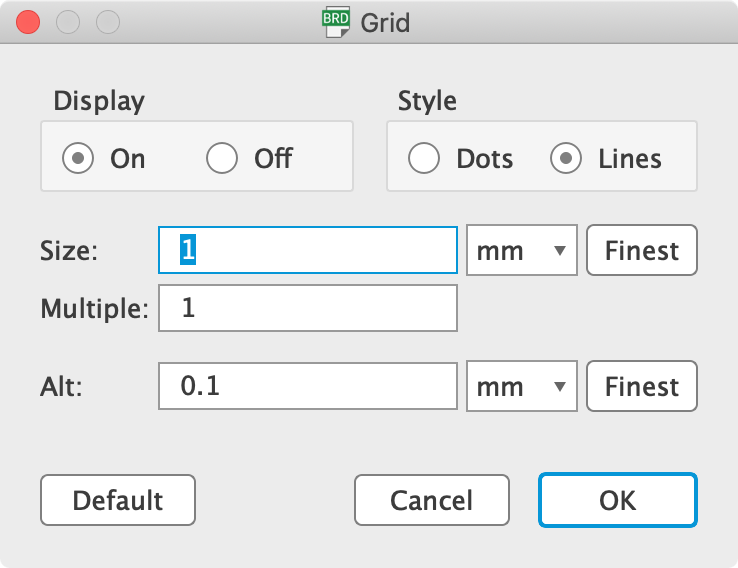 BRD Grid
Display Style
On Off Dots Lines
Size: 1 mm Finest
Multiple: 1
Alt: 0.1 mm Finest
Default Cancel OK